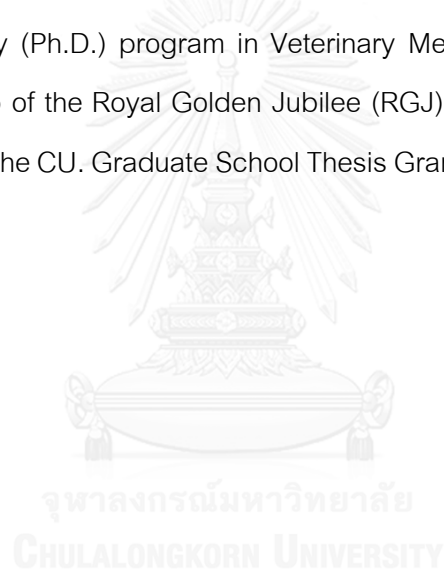 y (Ph.D.) program in Veterinary Me
of the Royal Golden Jubilee (RGJ)
he CU. Graduate School Thesis Gran
จุฬาลงกรณ์มหาวิทยาลัย
CHULALONGKORN UNIVERSITY